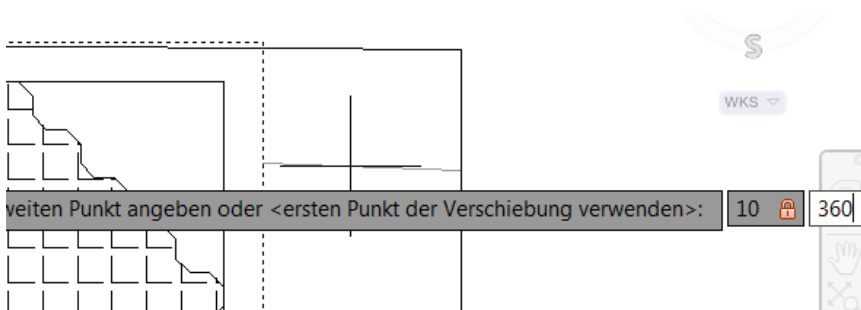 S
WKS
weiten Punkt angeben oder <ersten Punkt der Verschiebung verwenden>: 10 360